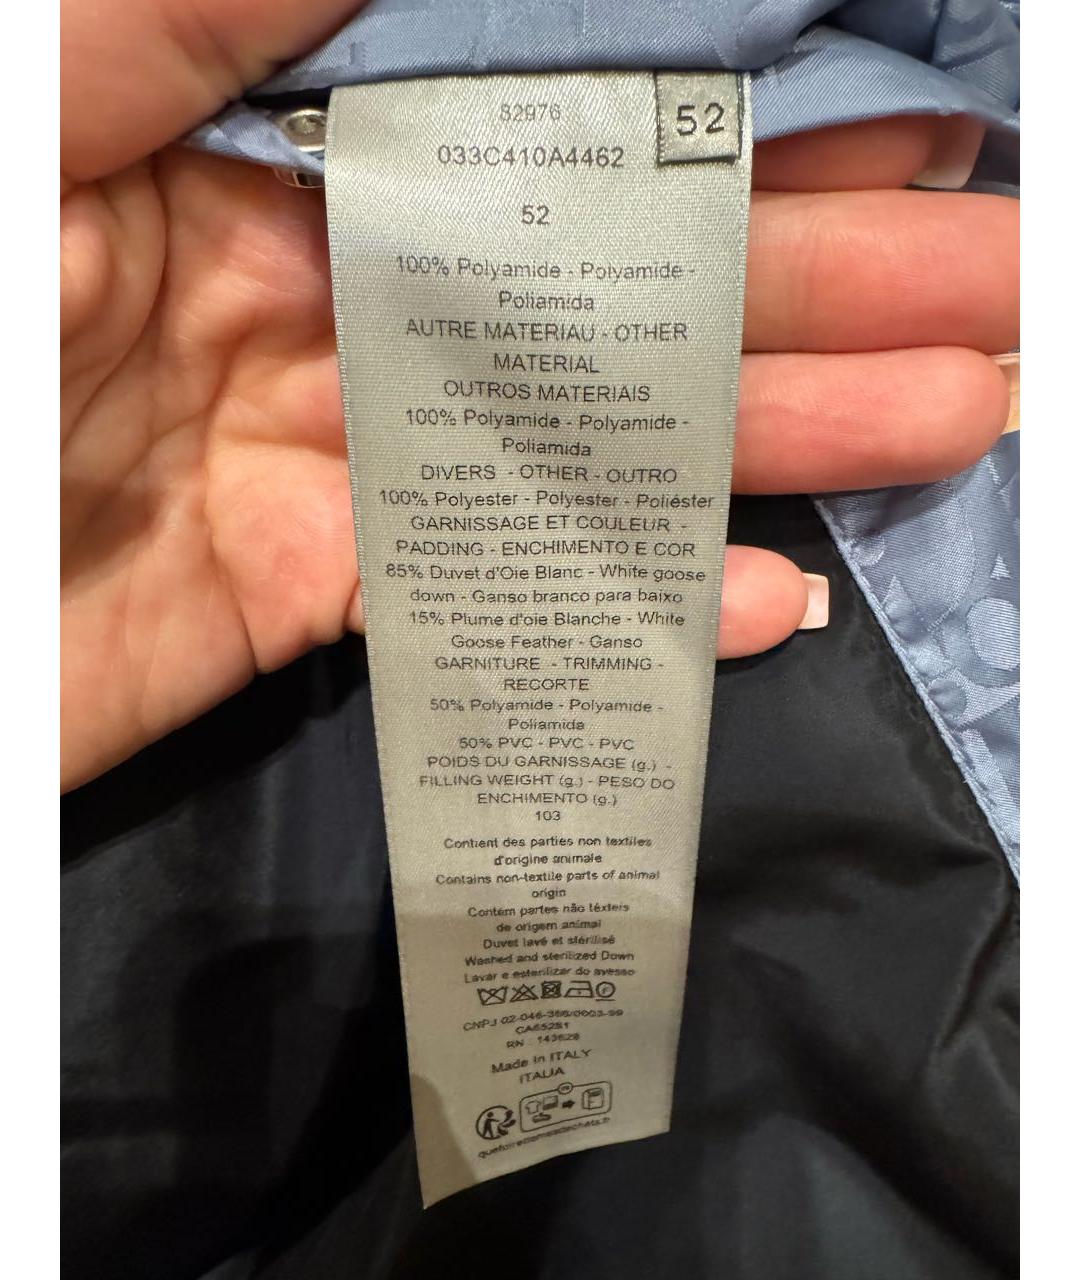 S2976
52
033C410A4462
52
100% Polyamide - Polyamide -
Poliamida
AUTRE MATERIAU - OTHER
MATERIAL
OUTROS MATERIAIS
100% Polyamide - Polyamide -
Poliamida
DIVERS - OTHER - OUTRO
100% Polyester - Polyester - Poliéster
GARNISSAGE ET COULEUR -
PADDING - ENCHIMENTO E COR
85% Duvet d'Oie Blanc - White goose
down - Ganso branco para baixo
15% Plume d'oie Blanche - White
Goose Feather - Ganso
GARNITURE - TRIMMING -
RECORTE
50% Polyamide - Polyamide -
Poliamida
50% PVC - PVC - PVC
POIDS DU GARNISSAGE (g.) -
FILLING WEIGHT (g.) - PESO DO
ENCHIMENTO (g.)
103
Contient des parties non textiles
d'origine animale
Contains non-textile parts of animal
origin
Contém partes não têxteis
de origem animal
Duvet lavé et stérilisé
Washed and sterilized Down
Lavar e esterilizar do avesso
CNPJ
RN : 143628
Made in ITALY
ITALIA
quefairedemesdechets.fr